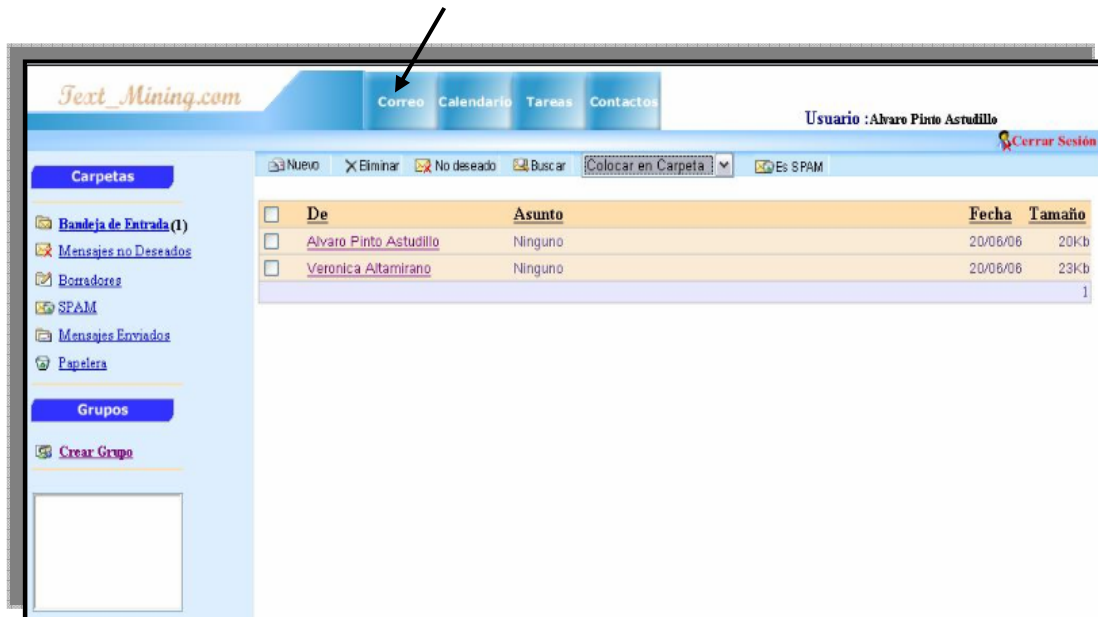 Text_Mining.com
Correo Calendario Tareas Contactos
Usuario :Alvaro Pinto Astudillo
Cerrar Sesión
Nuevo Eliminar No deseado Buscar Colocar en Carpeta Es SPAM
Carpetas
Bandeja de Entrada (1)
Mensajes no Deseados
Borradores
SPAM
Mensajes Enviados
Papelera
Grupos
Crear Grupo
De Asunto Fecha Tamaño
Alvaro Pinto Astudillo Ninguno 20/06/06 20Kb
Veronica Altamirano Ninguno 20/06/06 23Kb
1